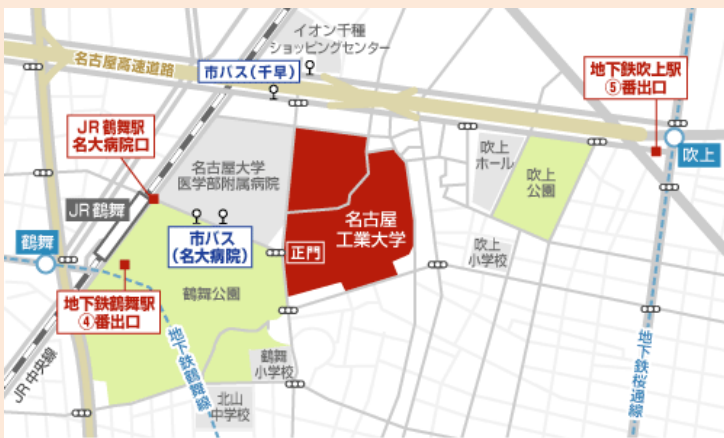 イオン千種
ショッピングセンター
名古屋高速道路
市バス(千早)
地下鉄吹上駅
⑤番出口
JR鶴舞駅
名大病院口
名古屋大学
医学部附属病院
吹上
ホール
吹上
公園
吹上
JR鶴舞
名古屋
工業大学
鶴舞
市バス
(名大病院)
正門
吹上
小学校
地下鉄鶴舞駅
④番出口
鶴舞公園
JR中央線
地下鉄鶴舞線
鶴舞
小学校
北山
中学校
地下鉄桜通線